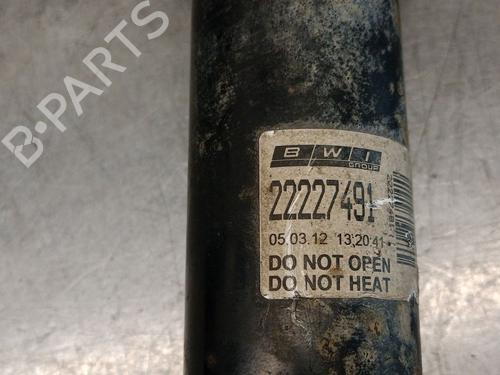 B-PARTS
BWI
GROUP
22227491
05.03.12 13:20:41
DO NOT OPEN
DO NOT HEAT